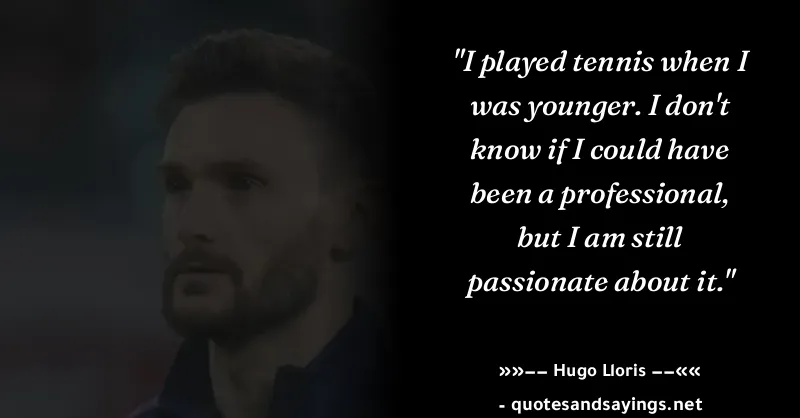 "I played tennis when I
was younger. I don't
know if I could have
been a professional,
but I am still
passionate about it."
»»−− Hugo Lloris −−««
- quotesandsayings.net